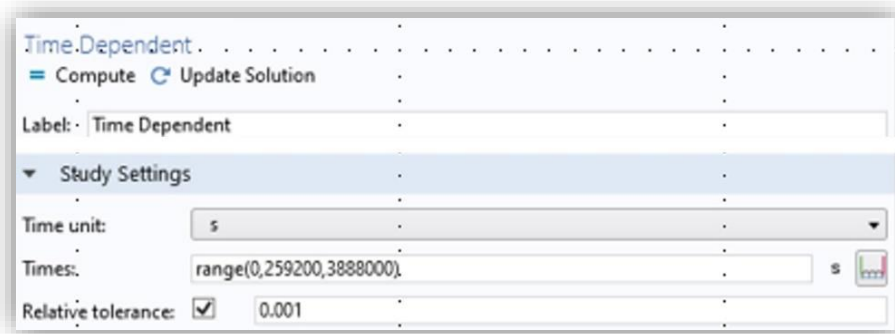 Time Dependent
= Compute Update Solution
Label: Time Dependent
Study Settings
Time unit: s
Times: range(0,259200,3888000) s
Relative tolerance: 0.001